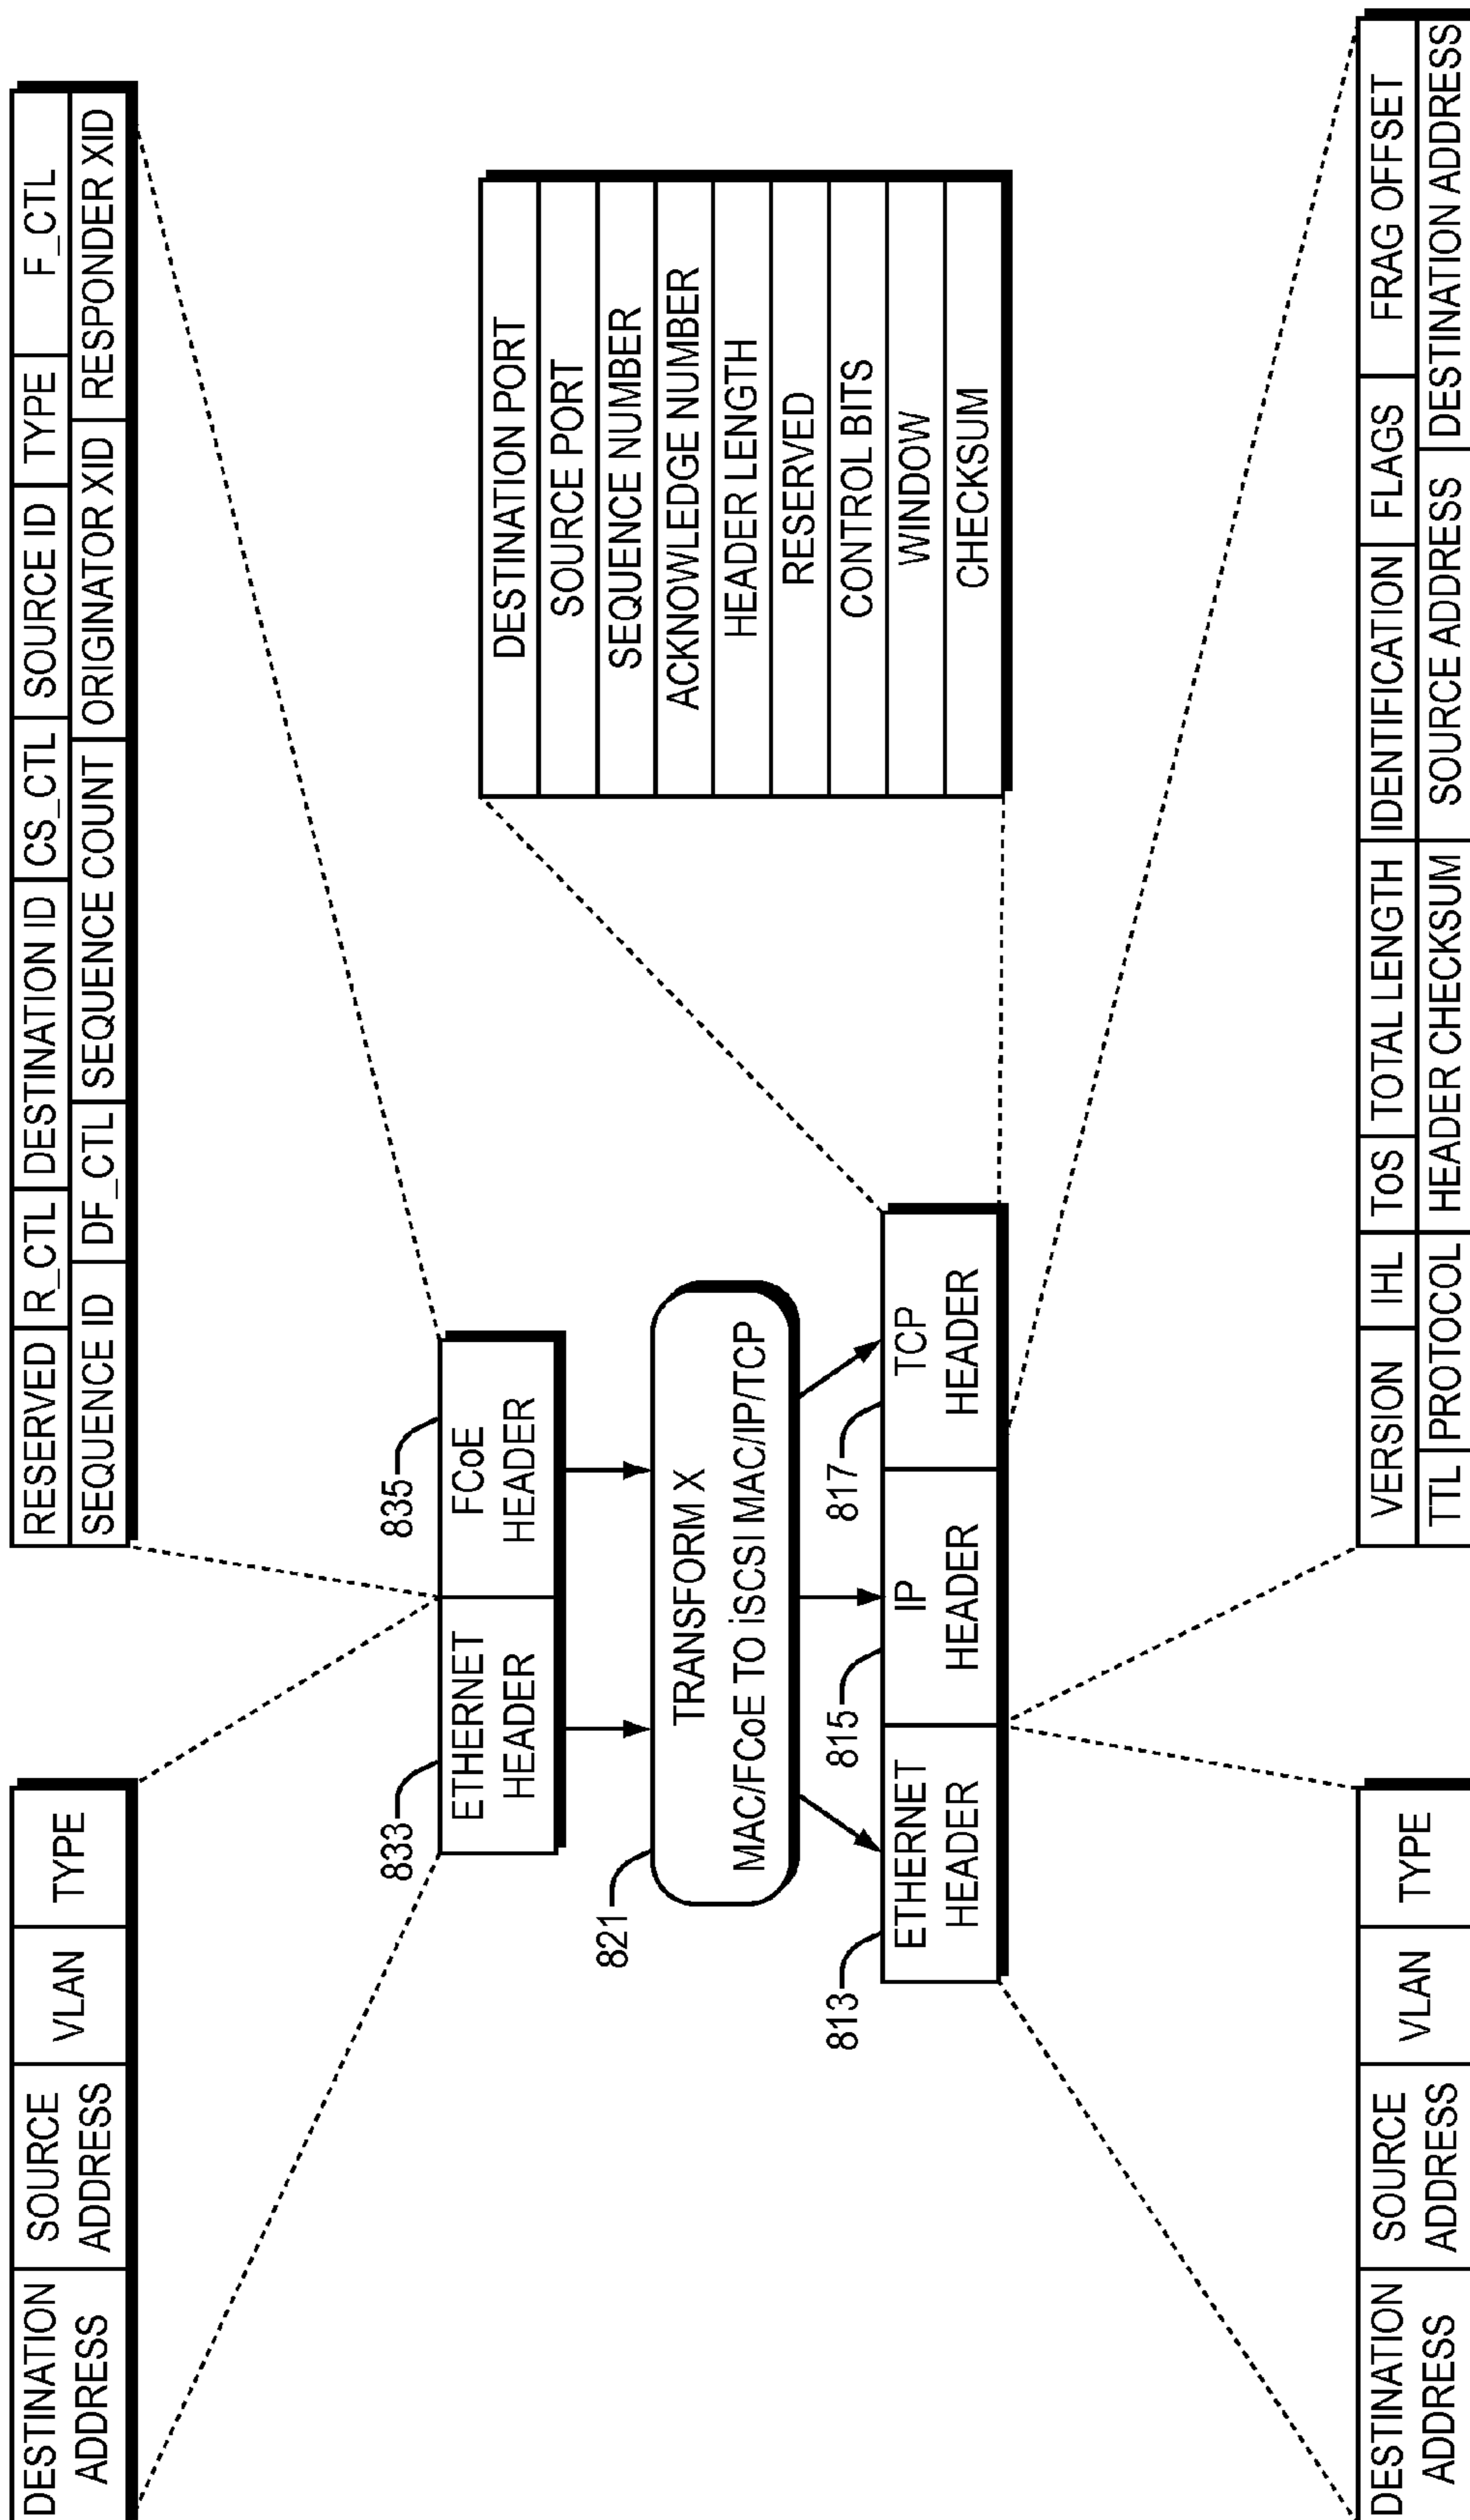 DESTINATION
ADDRESS
SOURCE
ADDRESS
VLAN
TYPE
RESERVED
R_CTL
DESTINATION ID
CS_CTL
SOURCE ID
TYPE
F_CTL
SEQUENCE ID
DF_CTL
SEQUENCE COUNT
ORIGINATOR XID
RESPONDER XID
833
835
ETHERNET
HEADER
FCoE
HEADER
821
TRANSFORM X
MAC/FCoE TO iSCSI MAC/IP/TCP
813
815
817
ETHERNET
HEADER
IP
HEADER
TCP
HEADER
DESTINATION PORT
SOURCE PORT
SEQUENCE NUMBER
ACKNOWLEDGE NUMBER
HEADER LENGTH
RESERVED
CONTROL BITS
WINDOW
CHECKSUM
DESTINATION
ADDRESS
SOURCE
ADDRESS
VLAN
TYPE
VERSION
IHL
ToS
TOTAL LENGTH
IDENTIFICATION
FLAGS
FRAG OFFSET
TTL
PROTOCOL
HEADER CHECKSUM
SOURCE ADDRESS
DESTINATION ADDRESS